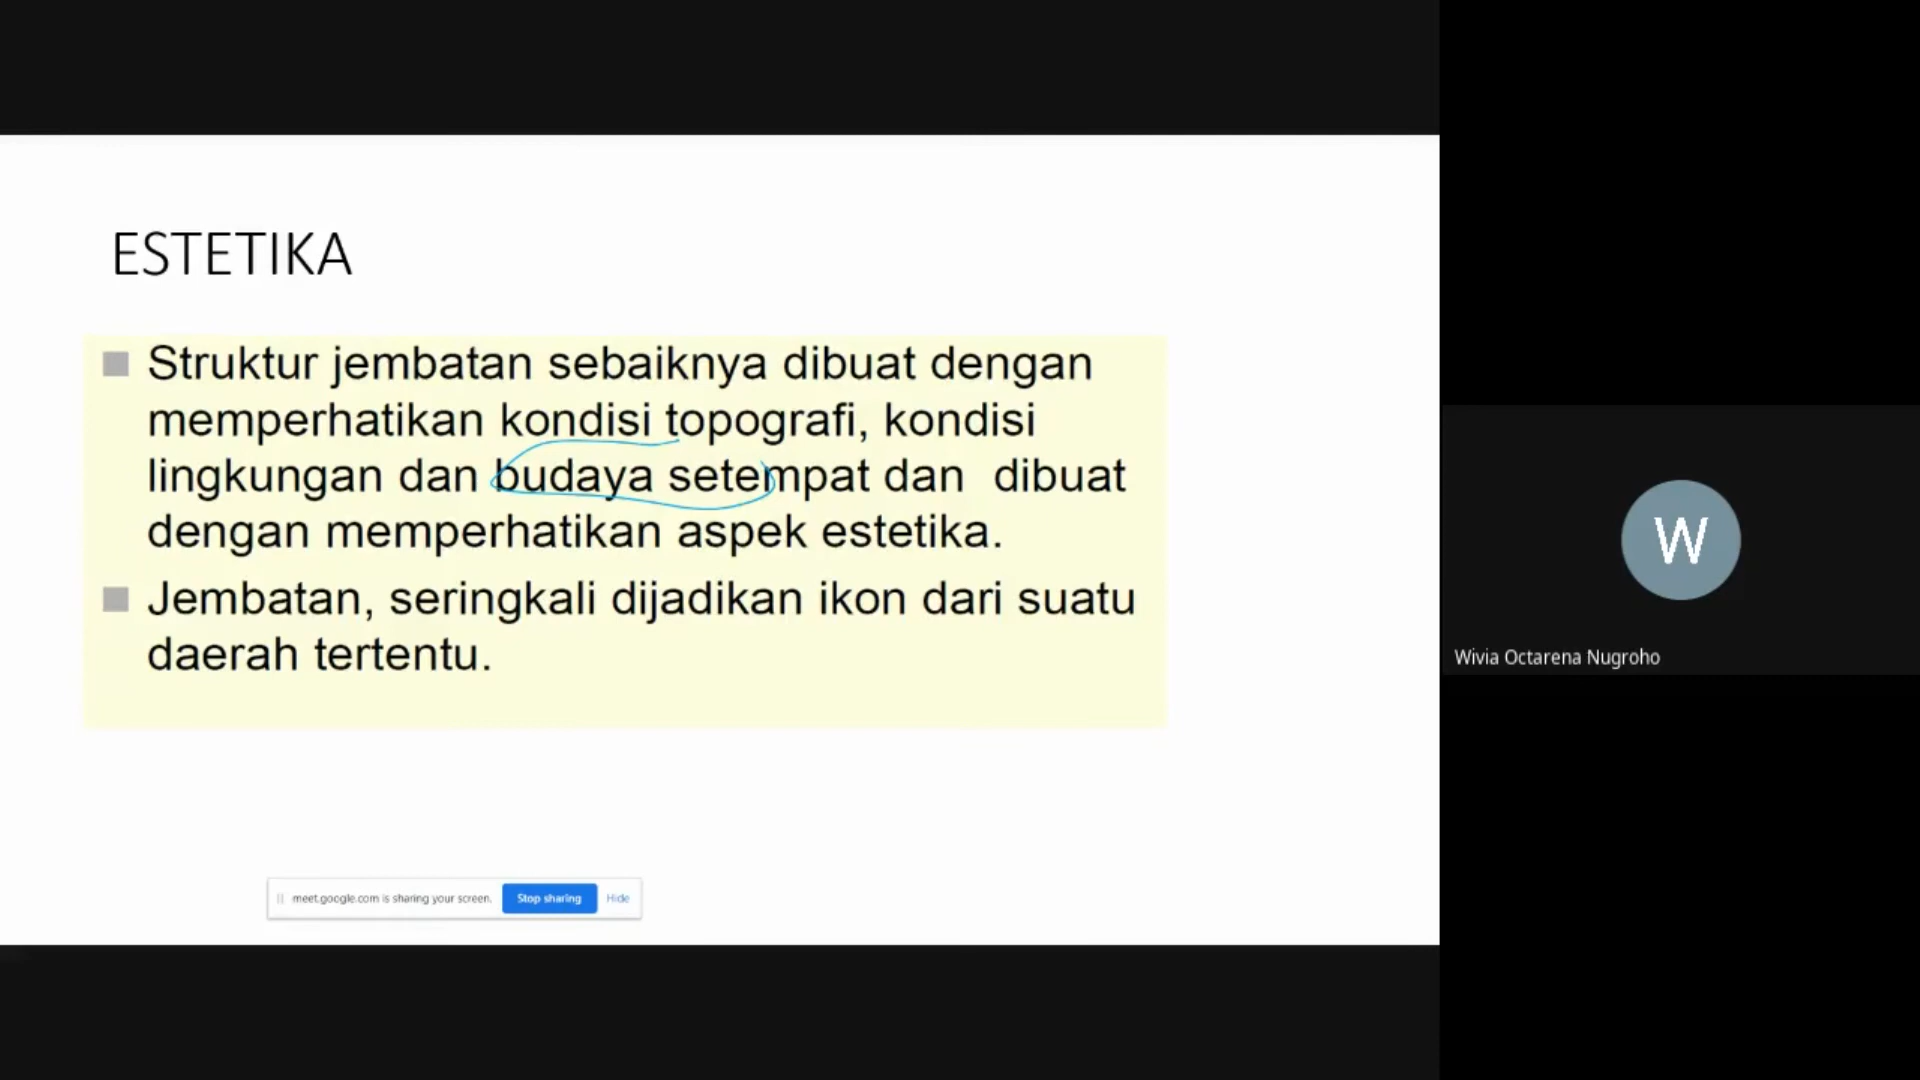 ESTETIKA
Struktur jembatan sebaiknya dibuat dengan
memperhatikan kondisi topografi, kondisi
lingkungan dan budaya setempat dan dibuat
dengan memperhatikan aspek estetika.
Jembatan, seringkali dijadikan ikon dari suatu
daerah tertentu.
meet.google.com is sharing your screen. Stop sharing Hide
W
Wivia Octarena Nugroho